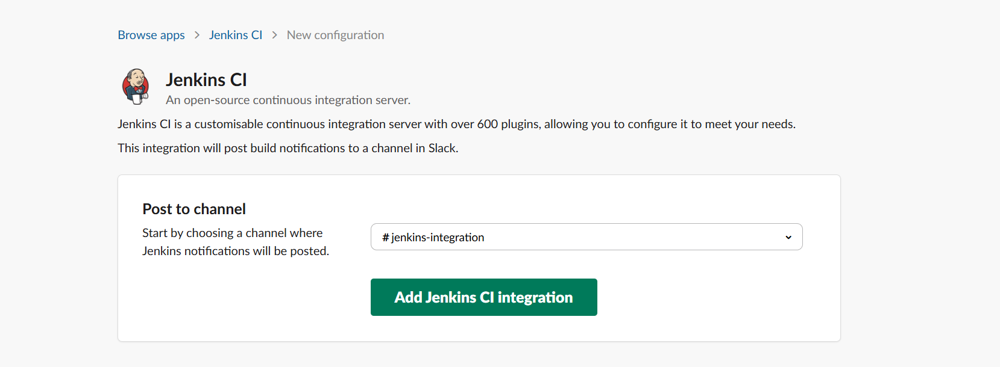 Browse apps > Jenkins CI > New configuration
Jenkins CI
An open-source continuous integration server.
Jenkins CI is a customisable continuous integration server with over 600 plugins, allowing you to configure it to meet your needs.
This integration will post build notifications to a channel in Slack.
Post to channel
Start by choosing a channel where
Jenkins notifications will be posted.
# jenkins-integration
Add Jenkins CI integration